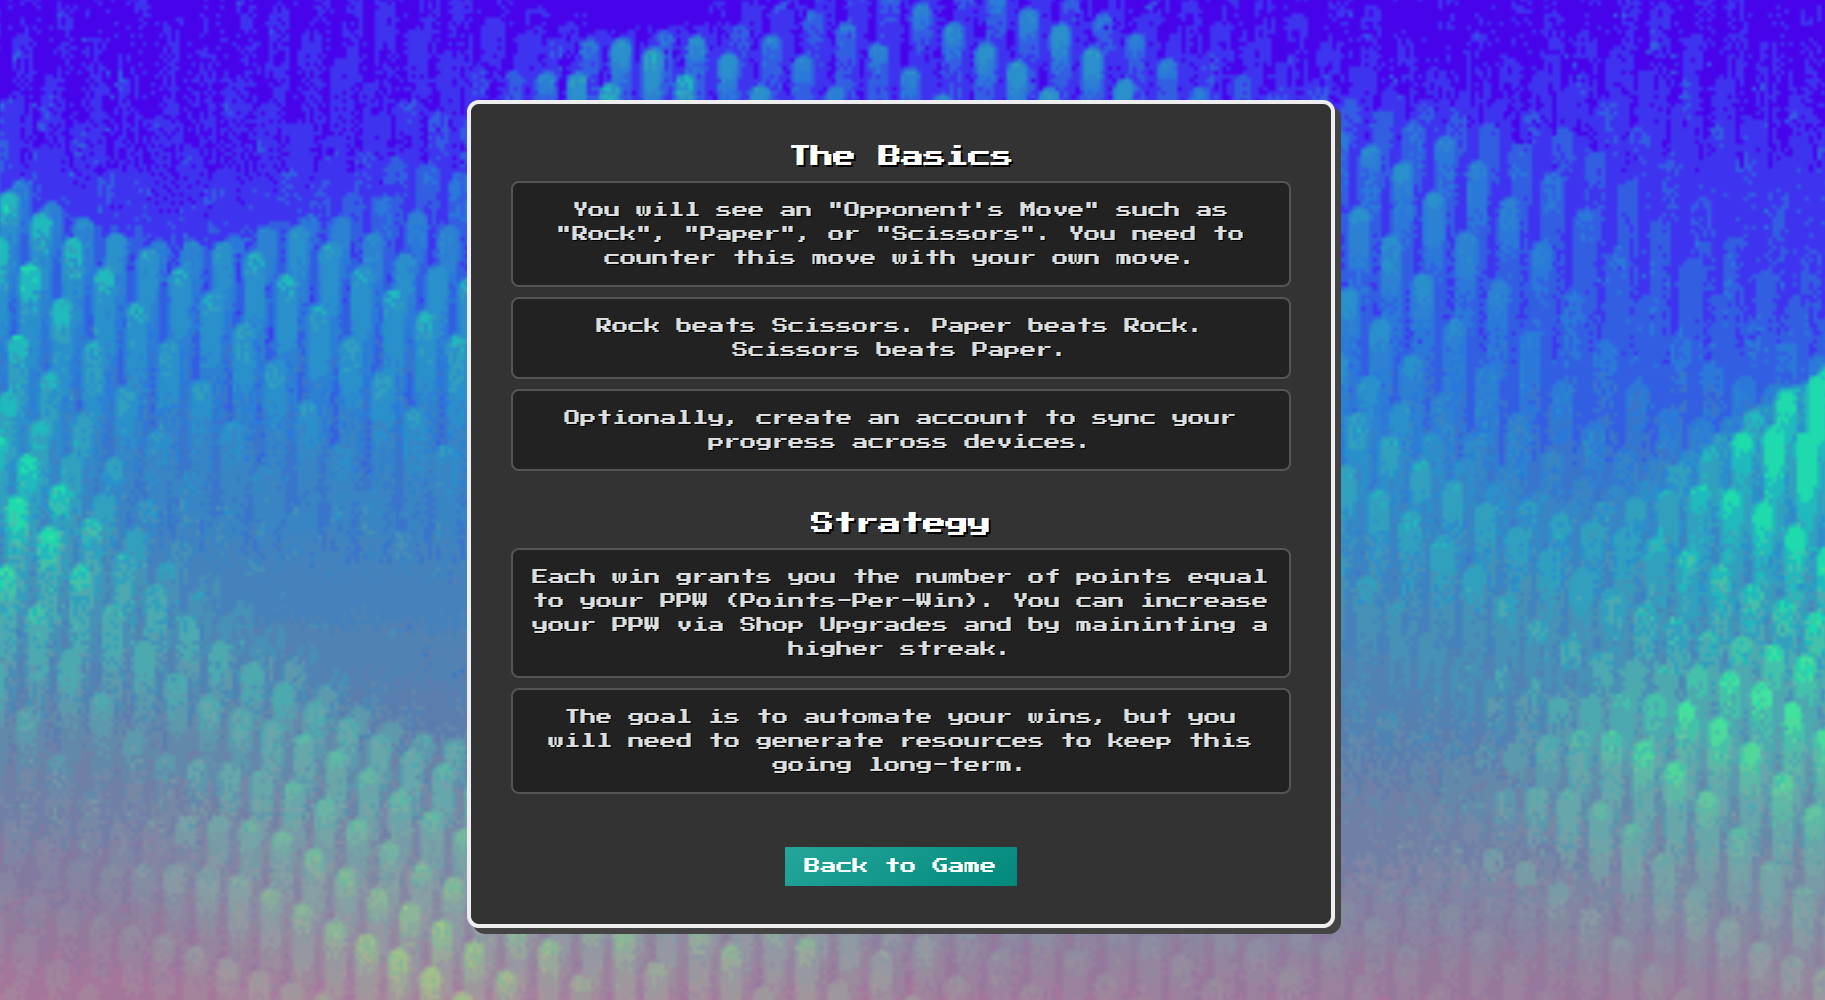 The Basics
You will see an "Opponent's Move" such as
"Rock", "Paper", or "Scissors". You need to
counter this move with your own move.
Rock beats Scissors. Paper beats Rock.
Scissors beats Paper.
Optionally, create an account to sync your
progress across devices.
Strategy
Each win grants you the number of points equal
to your PPW (Points-Per-Win). You can increase
your PPW via Shop Upgrades and by maininting a
higher streak.
The goal is to automate your wins, but you
will need to generate resources to keep this
going long-term.
Back to Game